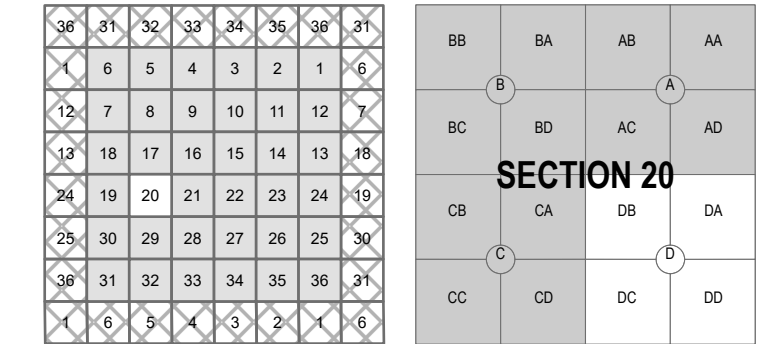 36 31 32 33 34 35 36 31
1 6 5 4 3 2 1 6
12 7 8 9 10 11 12 7
13 18 17 16 15 14 13 18
24 19 20 21 22 23 24 19
25 30 29 28 27 26 25 30
36 31 32 33 34 35 36 31
1 6 5 4 3 2 1 6
BB BA AB AA
B A
BC BD AC AD
SECTION 20
CB CA DB DA
C D
CC CD DC DD